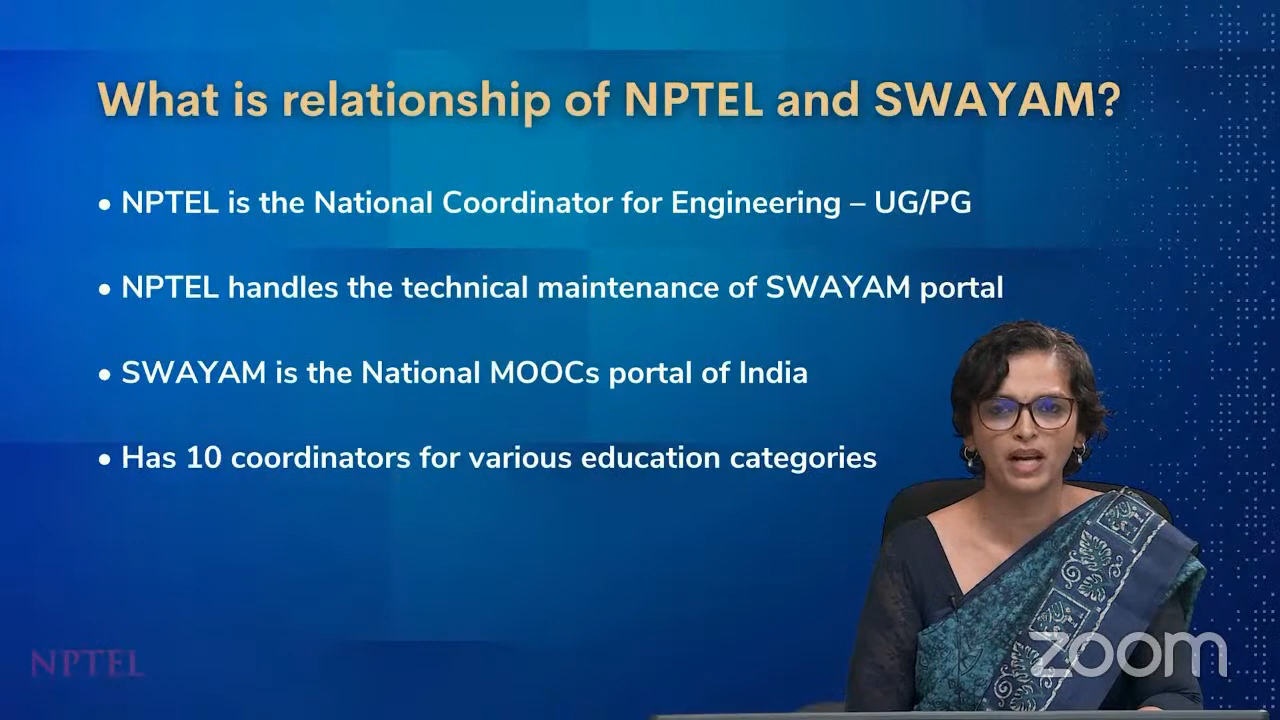 What is relationship of NPTEL and SWAYAM?
• NPTEL is the National Coordinator for Engineering – UG/PG
• NPTEL handles the technical maintenance of SWAYAM portal
• SWAYAM is the National MOOCs portal of India
• Has 10 coordinators for various education categories
NPTEL
zoom